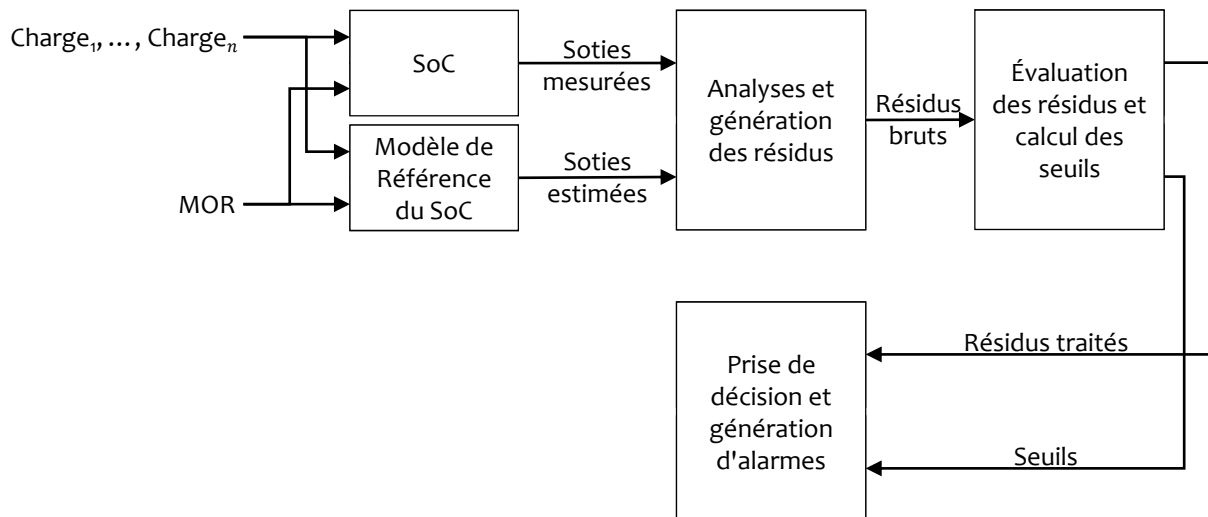 Charge₁, … , Chargeₙ
SoC
Soties
mesurées
Analyses et
génération
des résidus
Résidus
bruts
Évaluation
des résidus et
calcul des
seuils
MOR
Modèle de
Référence
du SoC
Soties
estimées
Prise de
décision et
génération
d'alarmes
Résidus traités
Seuils